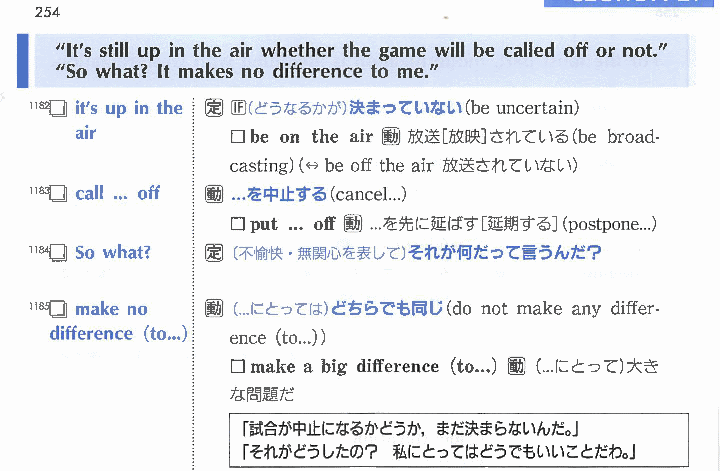 254
“It's still up in the air whether the game will be called off or not.”
“So what? It makes no difference to me.”
1182 □ it's up in the air
定 IF (どうなるかが)決まっていない(be uncertain)
□ be on the air 動 放送[放映]されている(be broad-
casting)(↔ be off the air 放送されていない)
1183 □ call ... off
動 ...を中止する(cancel...)
□ put ... off 動 ...を先に延ばす[延期する](postpone...)
1184 □ So what?
定 (不愉快・無関心を表して)それが何だって言うんだ?
1185 □ make no
difference (to...)
動 (...にとっては)どちらでも同じ(do not make any differ-
ence (to...))
□ make a big difference (to...) 動 (...にとって)大き
な問題だ
「試合が中止になるかどうか，まだ決まらないんだ。」
「それがどうしたの? 私にとってはどうでもいいことだわ。」